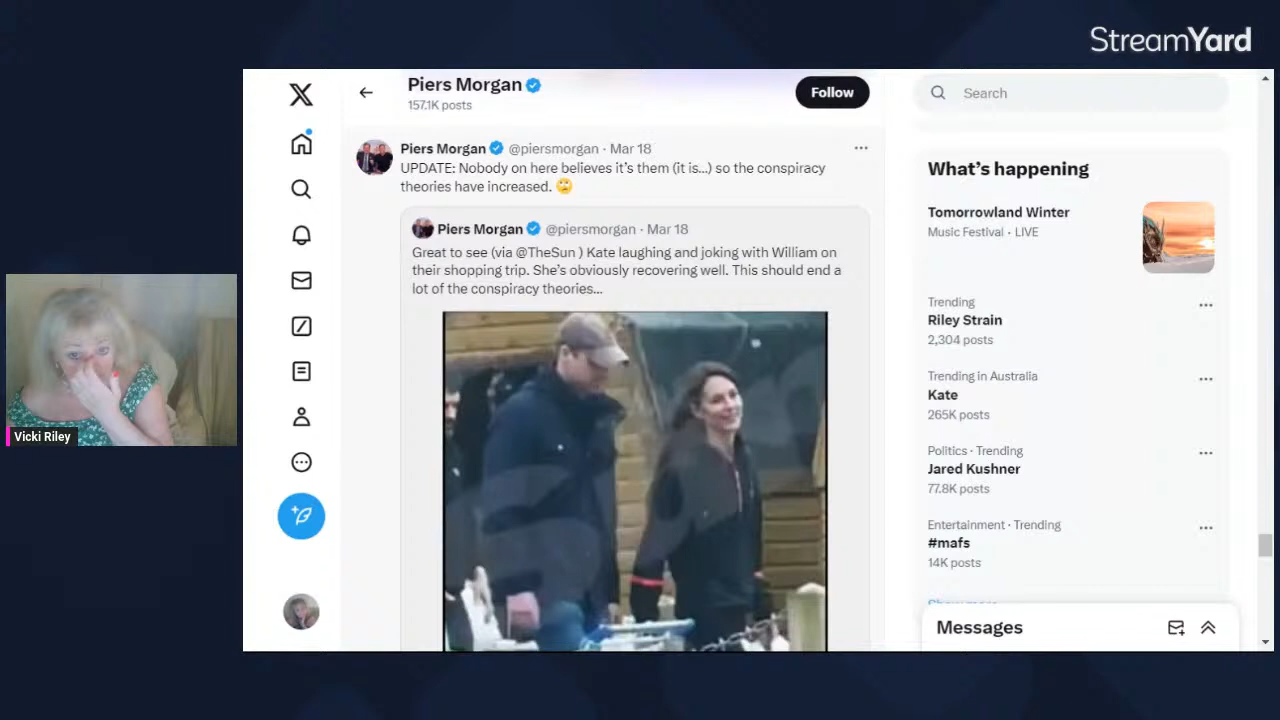 StreamYard
Piers Morgan
157.1K posts
Follow
Search
Piers Morgan @piersmorgan · Mar 18
UPDATE: Nobody on here believes it's them (it is...) so the conspiracy
theories have increased. 🙄
Piers Morgan @piersmorgan · Mar 18
Great to see (via @TheSun ) Kate laughing and joking with William on
their shopping trip. She's obviously recovering well. This should end a
lot of the conspiracy theories...
What's happening
Tomorrowland Winter
Music Festival · LIVE
Trending
Riley Strain
2,304 posts
Trending in Australia
Kate
265K posts
Politics · Trending
Jared Kushner
77.8K posts
Entertainment · Trending
#mafs
14K posts
Show more
Messages
Vicki Riley